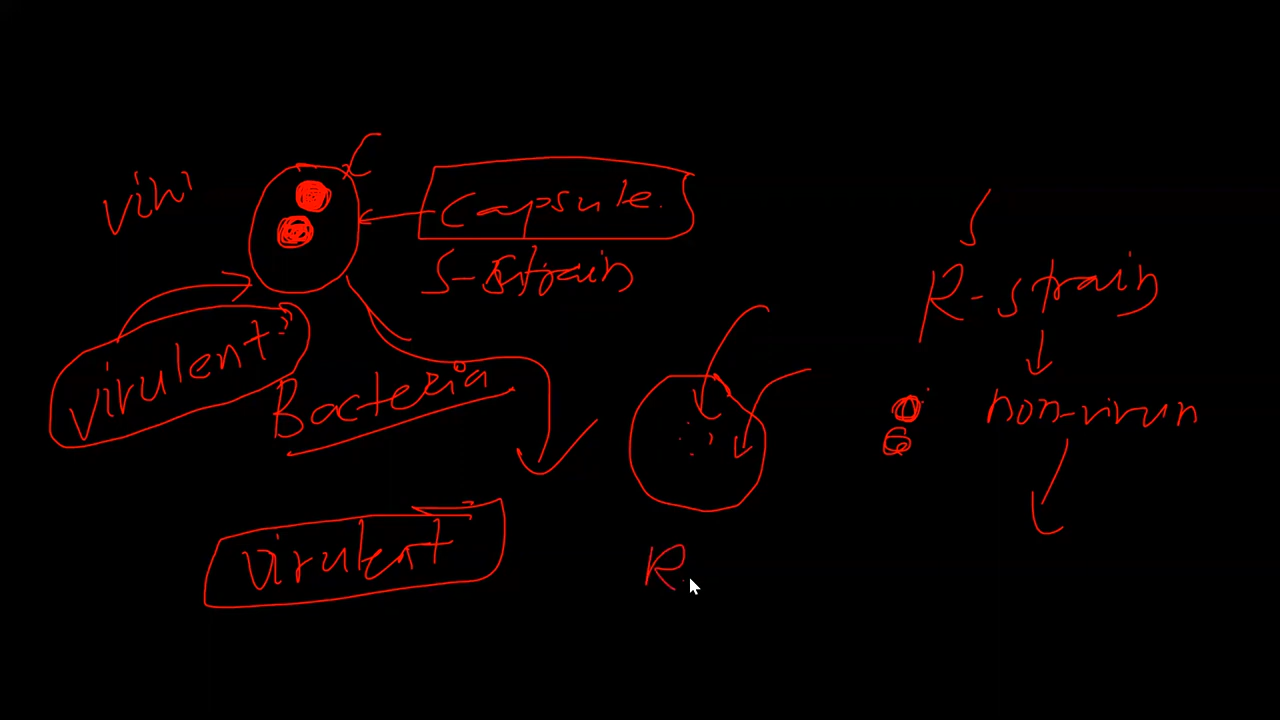 Capsule.
S-Strain
virulent
Bacteria
virulent
R
S
R-strain
non-virun